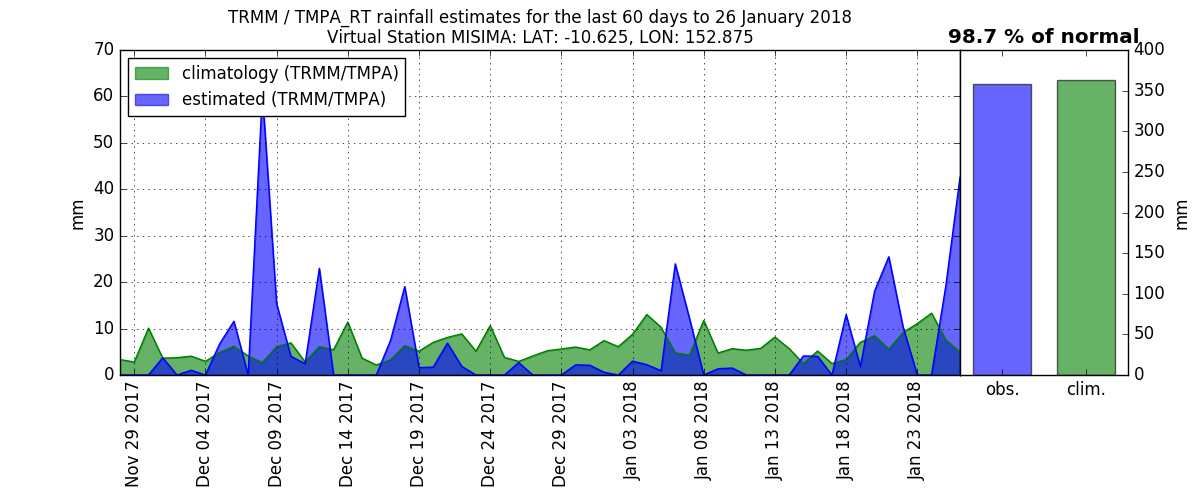 TRMM / TMPA_RT rainfall estimates for the last 60 days to 26 January 2018
Virtual Station MISIMA: LAT: -10.625, LON: 152.875
98.7 % of normal
climatology (TRMM/TMPA)
estimated (TRMM/TMPA)
70
60
50
40
30
20
10
0
mm
400
350
300
250
200
150
100
50
0
mm
Nov 29 2017
Dec 04 2017
Dec 09 2017
Dec 14 2017
Dec 19 2017
Dec 24 2017
Dec 29 2017
Jan 03 2018
Jan 08 2018
Jan 13 2018
Jan 18 2018
Jan 23 2018
obs.
clim.